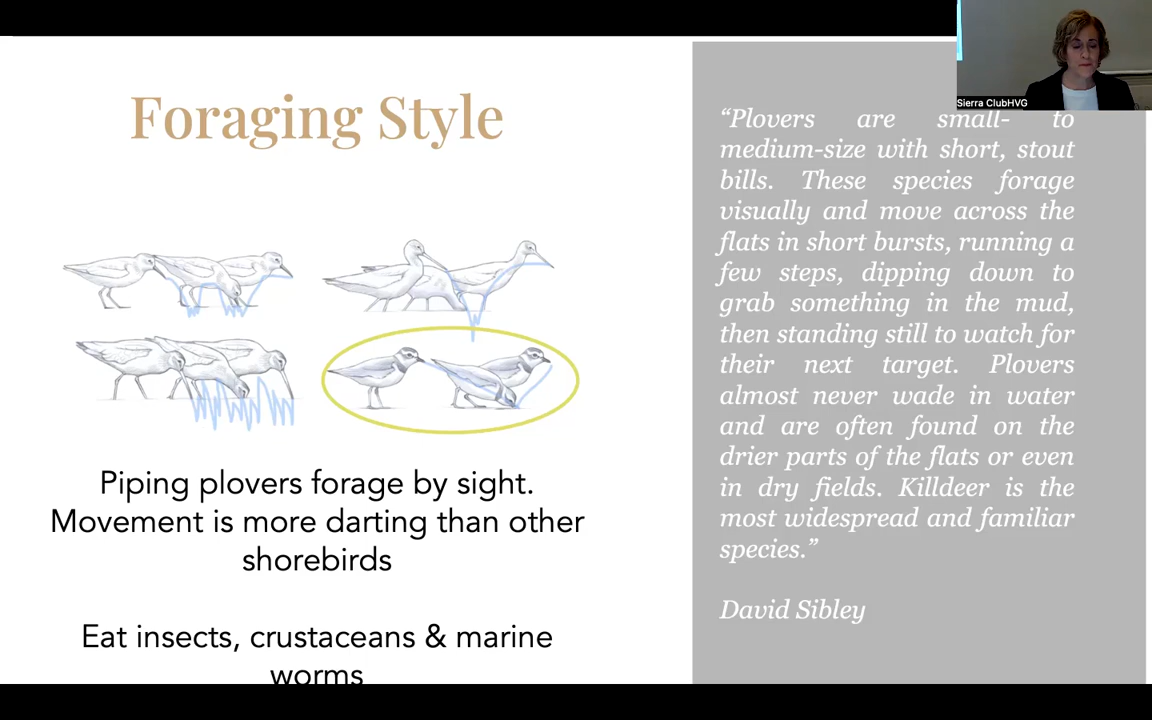 Foraging Style
Piping plovers forage by sight.
Movement is more darting than other
shorebirds
Eat insects, crustaceans & marine
worms
Sierra ClubHVG
“Plovers are small- to
medium-size with short, stout
bills. These species forage
visually and move across the
flats in short bursts, running a
few steps, dipping down to
grab something in the mud,
then standing still to watch for
their next target. Plovers
almost never wade in water
and are often found on the
drier parts of the flats or even
in dry fields. Killdeer is the
most widespread and familiar
species.”
David Sibley